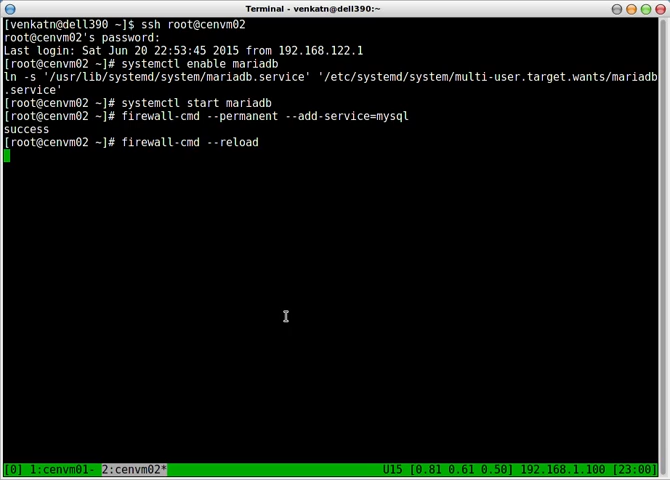 Terminal - venkatn@dell390:~
[venkatn@dell390 ~]$ ssh root@cenvm02
root@cenvm02's password:
Last login: Sat Jun 20 22:53:45 2015 from 192.168.122.1
[root@cenvm02 ~]# systemctl enable mariadb
ln -s '/usr/lib/systemd/system/mariadb.service' '/etc/systemd/system/multi-user.target.wants/mariadb
.service'
[root@cenvm02 ~]# systemctl start mariadb
[root@cenvm02 ~]# firewall-cmd --permanent --add-service=mysql
success
[root@cenvm02 ~]# firewall-cmd --reload
[0] 1:cenvm01- 2:cenvm02* U15 [0.81 0.61 0.50] 192.168.1.100 [23:00]